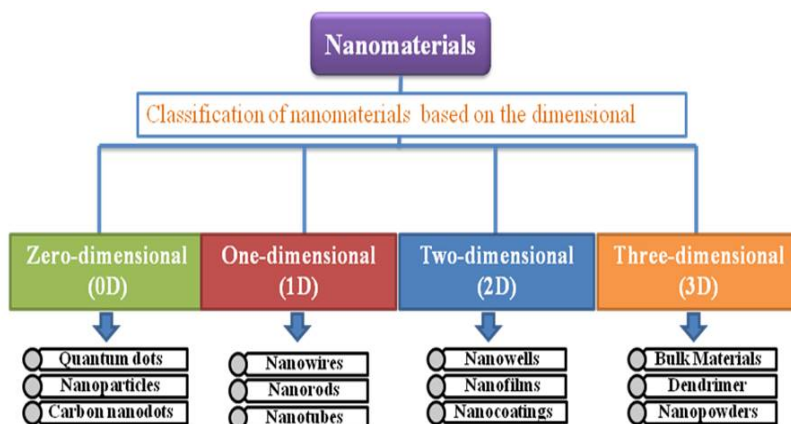 Nanomaterials
Classification of nanomaterials based on the dimensional
Zero-dimensional
(0D)
One-dimensional
(1D)
Two-dimensional
(2D)
Three-dimensional
(3D)
Quantum dots
Nanoparticles
Carbon nanodots
Nanowires
Nanorods
Nanotubes
Nanowells
Nanofilms
Nanocoatings
Bulk Materials
Dendrimer
Nanopowders